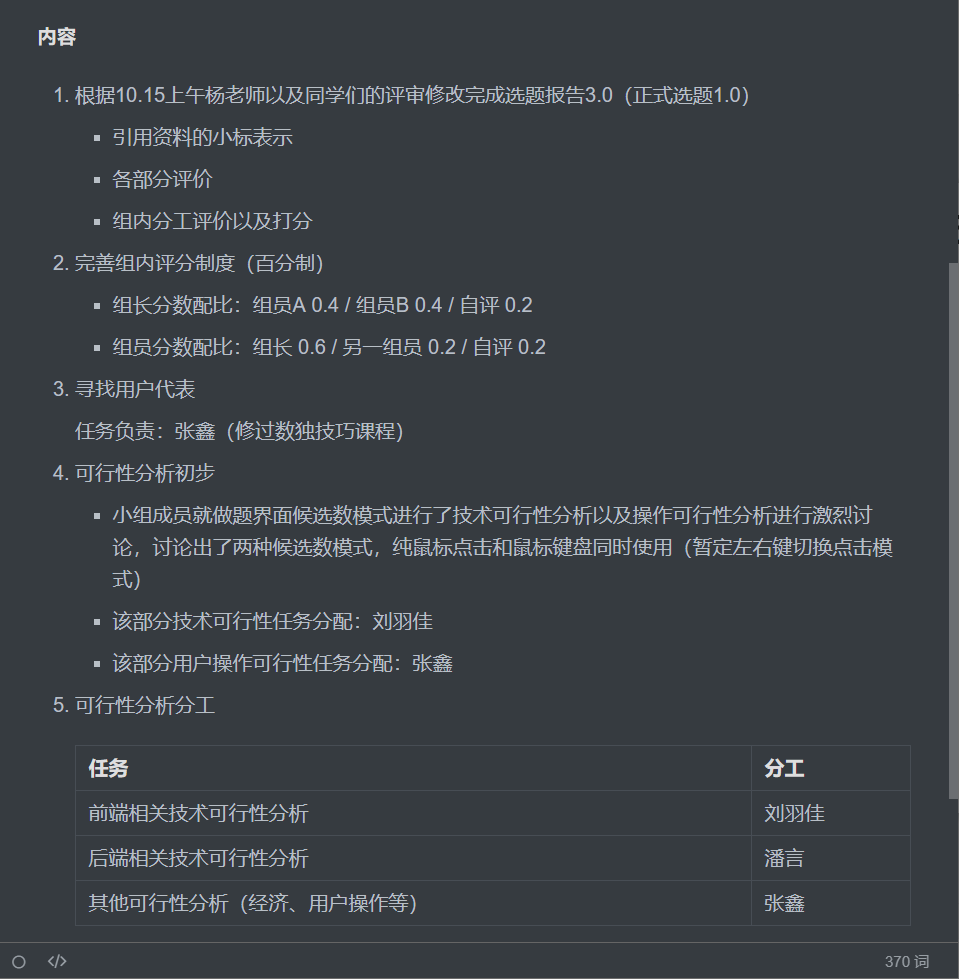 内容
1. 根据10.15上午杨老师以及同学们的评审修改完成选题报告3.0（正式选题1.0）
引用资料的小标表示
各部分评价
组内分工评价以及打分
2. 完善组内评分制度（百分制）
组长分数配比：组员A 0.4 / 组员B 0.4 / 自评 0.2
组员分数配比：组长 0.6 / 另一组员 0.2 / 自评 0.2
3. 寻找用户代表
任务负责：张鑫（修过数独技巧课程）
4. 可行性分析初步
小组成员就做题界面候选数模式进行了技术可行性分析以及操作可行性分析进行激烈讨
论，讨论出了两种候选数模式，纯鼠标点击和鼠标键盘同时使用（暂定左右键切换点击模
式）
该部分技术可行性任务分配：刘羽佳
该部分用户操作可行性任务分配：张鑫
5. 可行性分析分工
任务 分工
前端相关技术可行性分析 刘羽佳
后端相关技术可行性分析 潘言
其他可行性分析（经济、用户操作等） 张鑫
</> 370 词